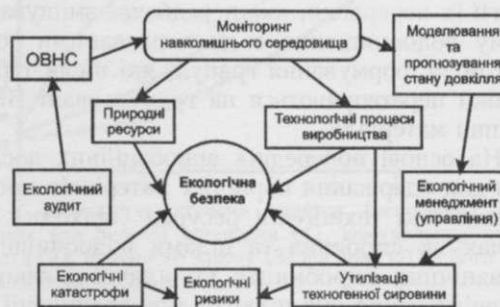 ОВНС
Моніторинг
навколишнього середовища
Моделювання
та
прогнозування
стану довкілля
Природні
ресурси
Технологічні процеси
виробництва
Екологічний
аудит
Екологічна
безпека
Екологічний
менеджмент
(управління)
Екологічні
катастрофи
Екологічні
ризики
Утилізація
техногенної сировини